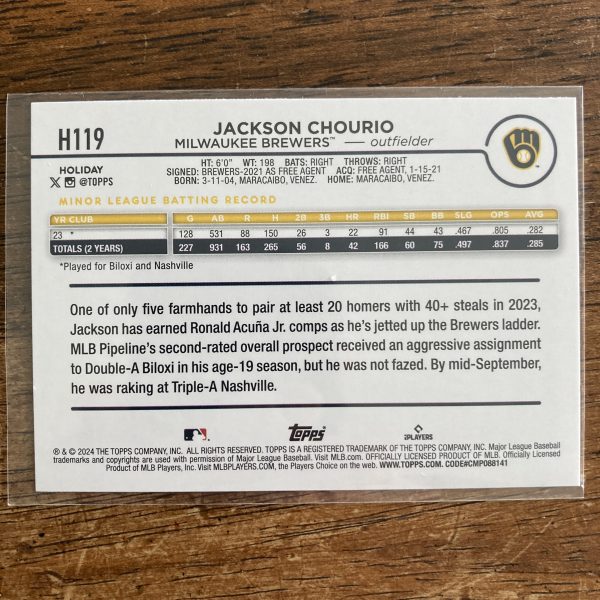 H119
JACKSON CHOURIO
MILWAUKEE BREWERS™ — outfielder
HOLIDAY
@TOPPS
HT: 6'0" WT: 198 BATS: RIGHT THROWS: RIGHT
SIGNED: BREWERS-2021 AS FREE AGENT ACQ: FREE AGENT, 1-15-21
BORN: 3-11-04, MARACAIBO, VENEZ. HOME: MARACAIBO, VENEZ.
MINOR LEAGUE BATTING RECORD
YR CLUB G AB R H 2B 3B HR RBI SB BB SLG OPS AVG
23 * 128 531 88 150 26 3 22 91 44 43 .467 .805 .282
TOTALS (2 YEARS) 227 931 163 265 56 8 42 166 60 75 .497 .837 .285
*Played for Biloxi and Nashville
One of only five farmhands to pair at least 20 homers with 40+ steals in 2023,
Jackson has earned Ronald Acuña Jr. comps as he's jetted up the Brewers ladder.
MLB Pipeline's second-rated overall prospect received an aggressive assignment
to Double-A Biloxi in his age-19 season, but he was not fazed. By mid-September,
he was raking at Triple-A Nashville.
Topps
PLAYERS
® & © 2024 THE TOPPS COMPANY, INC. ALL RIGHTS RESERVED. TOPPS IS A REGISTERED TRADEMARK OF THE TOPPS COMPANY, INC. Major League Baseball
trademarks and copyrights are used with permission of Major League Baseball. Visit MLB.com. OFFICIALLY LICENSED PRODUCT OF MLB. Officially Licensed
Product of MLB Players, Inc. Visit MLBPLAYERS.COM, the Players Choice on the web. WWW.TOPPS.COM. CODE#CMP088141